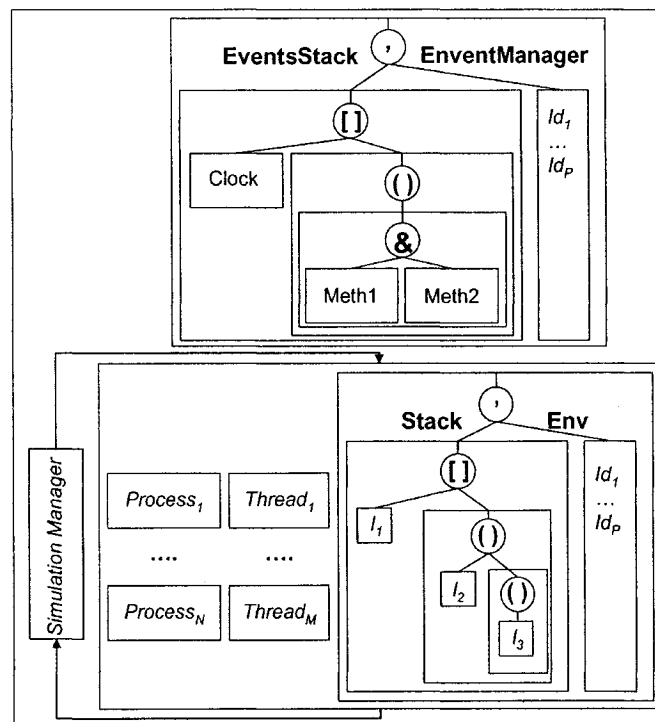 ,
EventsStack EnventManager
[ ]
Id1
...
IdP
Clock
( )
&
Meth1 Meth2
,
Stack Env
[ ]
Id1
...
IdP
Simulation Manager
Process1 Thread1
.... ....
ProcessN ThreadM
I1
( )
I2
( )
I3